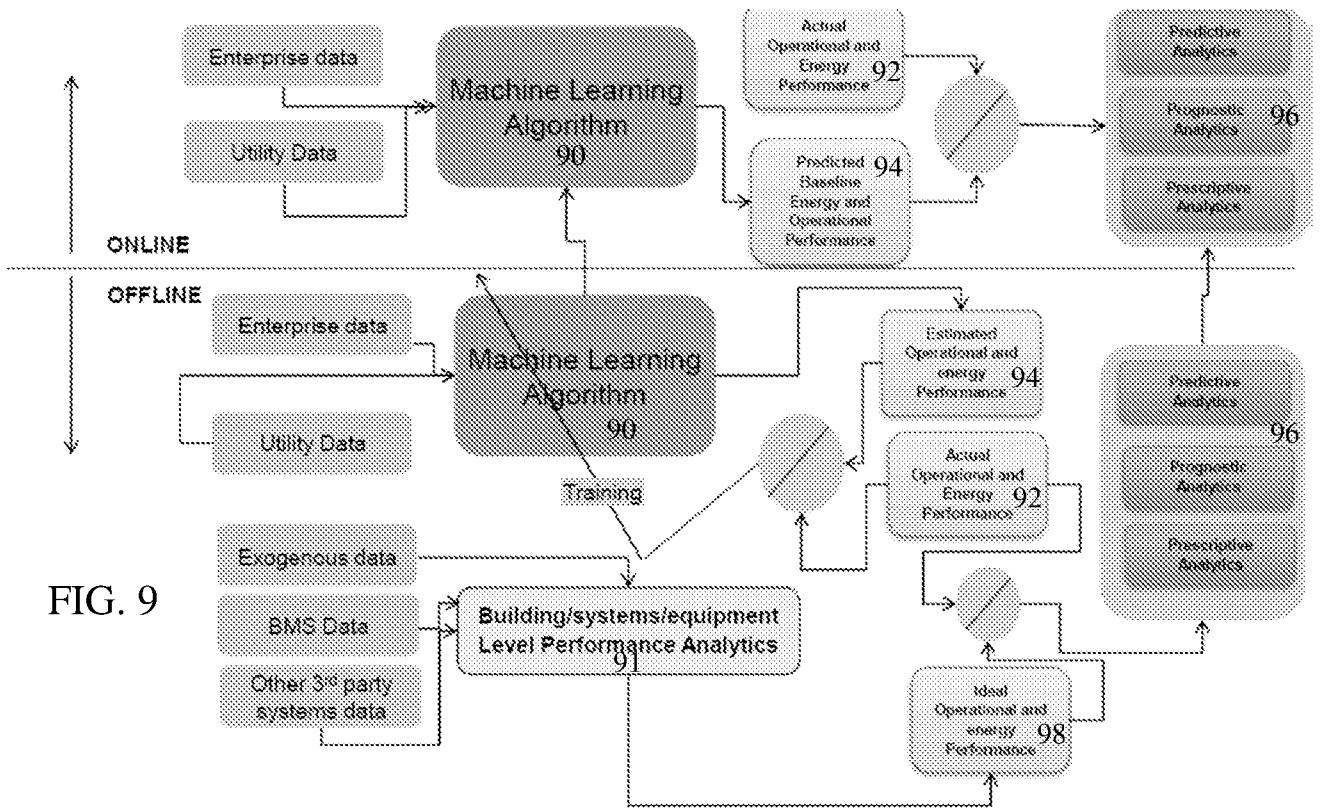 Enterprise data
Utility Data
Machine Learning
Algorithm
90
Actual
Operational and
Energy
Performance
92
Predicted
Baseline
Energy and
Operational
Performance
94
Predictive
Analytics
Prognostic
Analytics
Prescriptive
Analytics
96
ONLINE
OFFLINE
Enterprise data
Utility Data
Machine Learning
Algorithm
90
Training
Estimated
Operational and
energy
Performance
94
Actual
Operational and
Energy
Performance
92
Predictive
Analytics
Prognostic
Analytics
Prescriptive
Analytics
96
Exogenous data
BMS Data
Other 3rd party
systems data
Building/systems/equipment
Level Performance Analytics
91
Ideal
Operational and
energy
Performance
98
FIG. 9